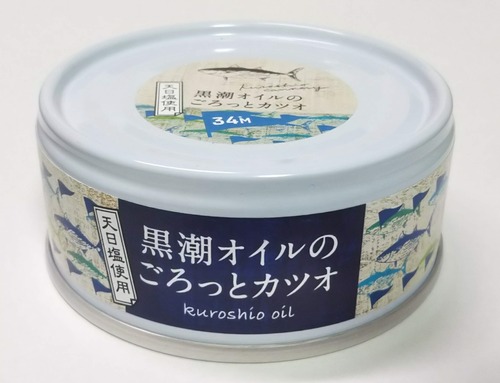 kuroshio
cannery
天日塩使用
黒潮オイルの
ごろっとカツオ
34M
天日塩使用
黒潮オイルの
ごろっとカツオ
kuroshio oil